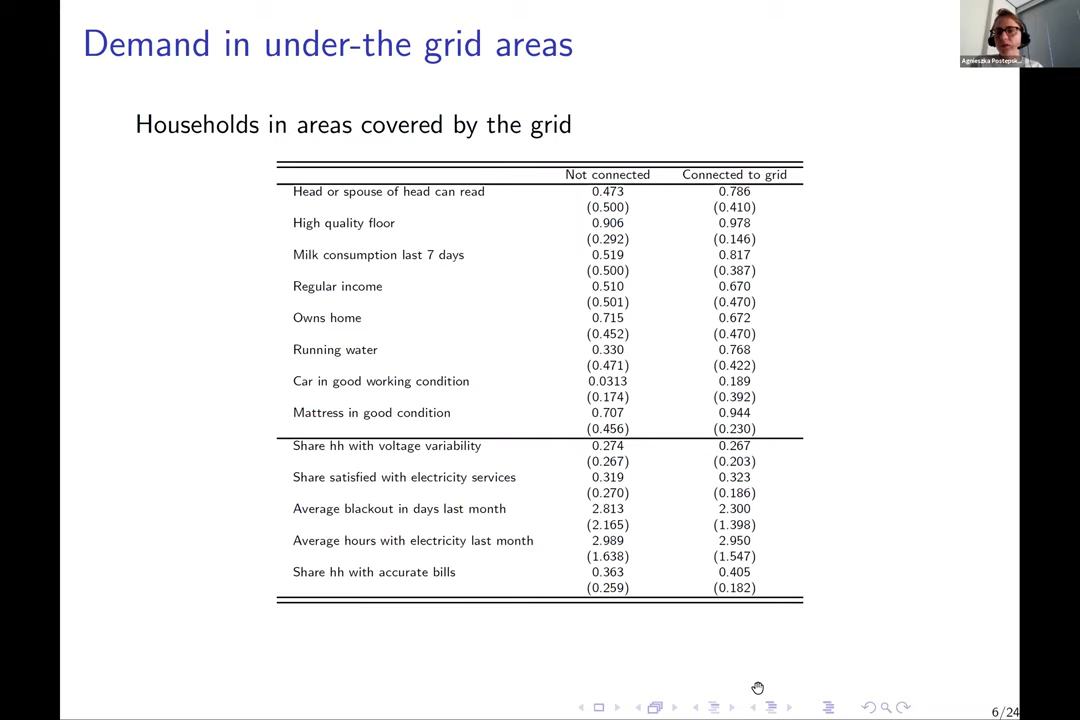 Demand in under-the grid areas
Agnieszka Postepsk...
Households in areas covered by the grid
Not connected Connected to grid
Head or spouse of head can read 0.473 0.786
(0.500) (0.410)
High quality floor 0.906 0.978
(0.292) (0.146)
Milk consumption last 7 days 0.519 0.817
(0.500) (0.387)
Regular income 0.510 0.670
(0.501) (0.470)
Owns home 0.715 0.672
(0.452) (0.470)
Running water 0.330 0.768
(0.471) (0.422)
Car in good working condition 0.0313 0.189
(0.174) (0.392)
Mattress in good condition 0.707 0.944
(0.456) (0.230)
Share hh with voltage variability 0.274 0.267
(0.267) (0.203)
Share satisfied with electricity services 0.319 0.323
(0.270) (0.186)
Average blackout in days last month 2.813 2.300
(2.165) (1.398)
Average hours with electricity last month 2.989 2.950
(1.638) (1.547)
Share hh with accurate bills 0.363 0.405
(0.259) (0.182)
6/24